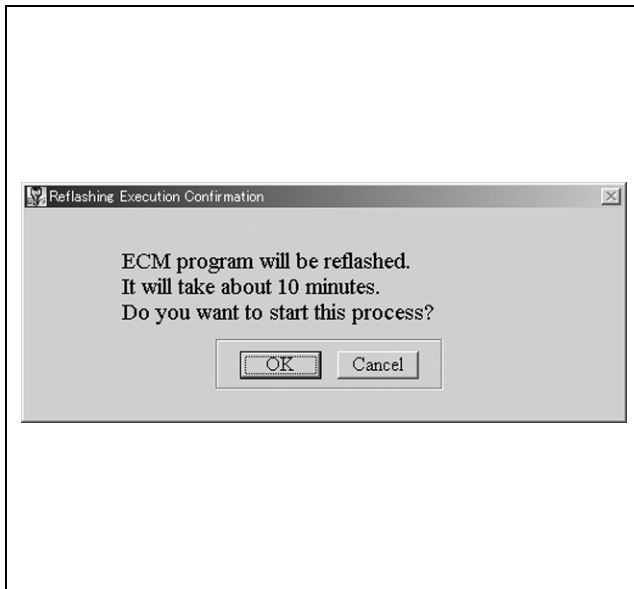 Reflashing Execution Confirmation
ECM program will be reflashed.
It will take about 10 minutes.
Do you want to start this process?
OK Cancel